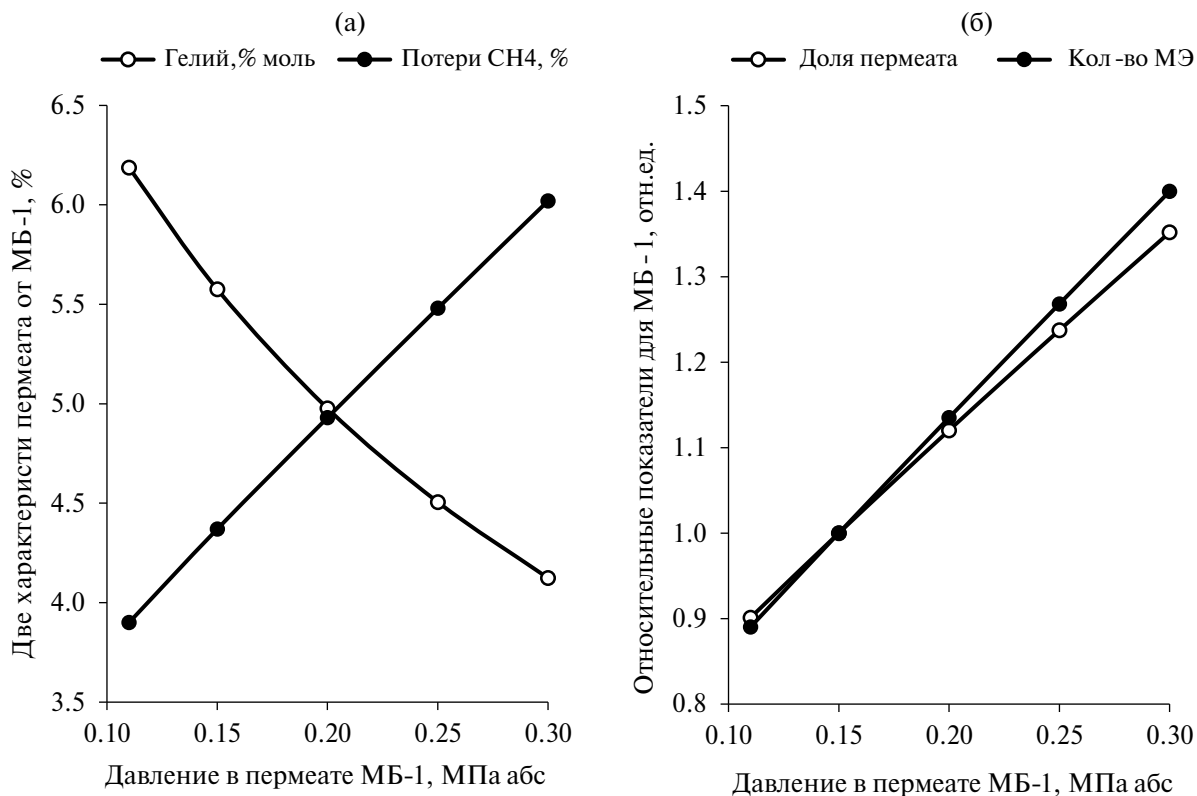 (а)
Гелий,% моль
Потери CH4, %
Две характеристи пермеата от МБ-1, %
6.5
6.0
5.5
5.0
4.5
4.0
3.5
0.10 0.15 0.20 0.25 0.30
Давление в пермеате МБ-1, МПа абс
(б)
Доля пермеата
Кол -во МЭ
Относительные показатели для МБ - 1, отн.ед.
1.5
1.4
1.3
1.2
1.1
1.0
0.9
0.8
0.10 0.15 0.20 0.25 0.30
Давление в пермеате МБ-1, МПа абс